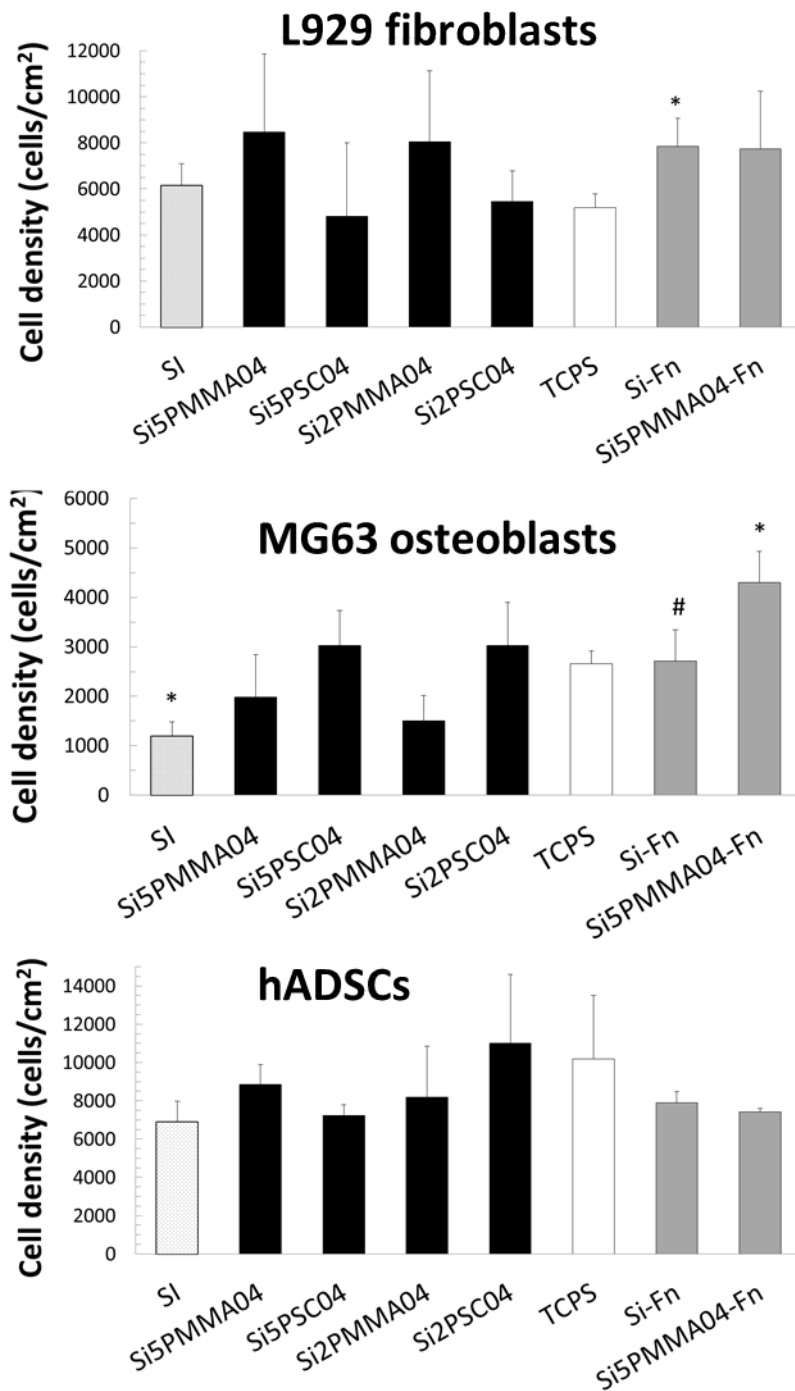 L929 fibroblasts
Cell density (cells/cm²)
12000
10000
8000
6000
4000
2000
0
*
SI
Si5PMMA04
Si5PSC04
Si2PMMA04
Si2PSC04
TCPS
Si-Fn
Si5PMMA04-Fn
MG63 osteoblasts
Cell density (cells/cm²)
6000
5000
4000
3000
2000
1000
0
*
#
*
SI
Si5PMMA04
Si5PSC04
Si2PMMA04
Si2PSC04
TCPS
Si-Fn
Si5PMMA04-Fn
hADSCs
Cell density (cells/cm²)
14000
12000
10000
8000
6000
4000
2000
0
SI
Si5PMMA04
Si5PSC04
Si2PMMA04
Si2PSC04
TCPS
Si-Fn
Si5PMMA04-Fn